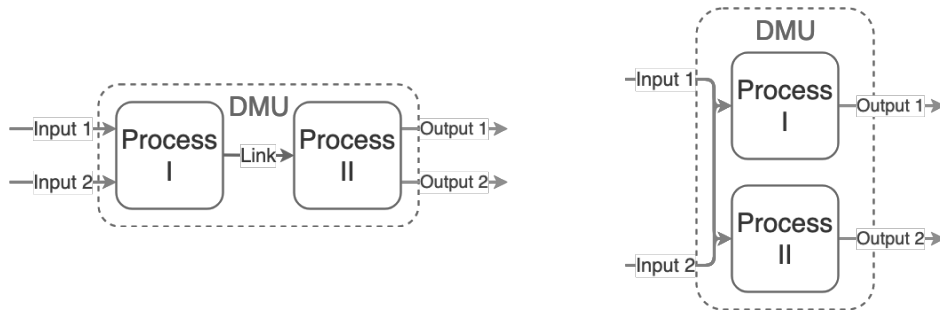 DMU
Input 1
Input 2
Process
I
Link
Process
II
Output 1
Output 2
DMU
Input 1
Input 2
Process
I
Process
II
Output 1
Output 2